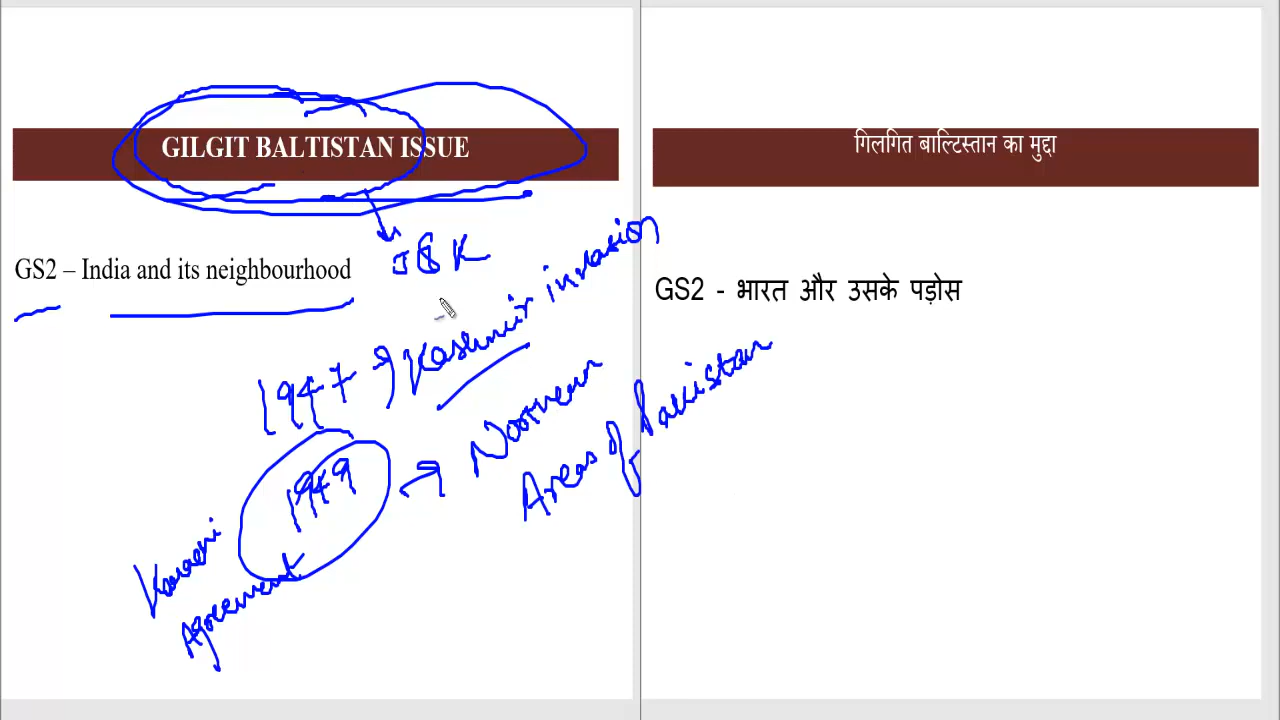 GILGIT BALTISTAN ISSUE
GS2 – India and its neighbourhood
J&K
1947 → Kashmir invasion
1949 → Northern
Areas of Pakistan
Karachi
Agreement
गिलगित बाल्टिस्तान का मुद्दा
GS2 - भारत और उसके पड़ोस